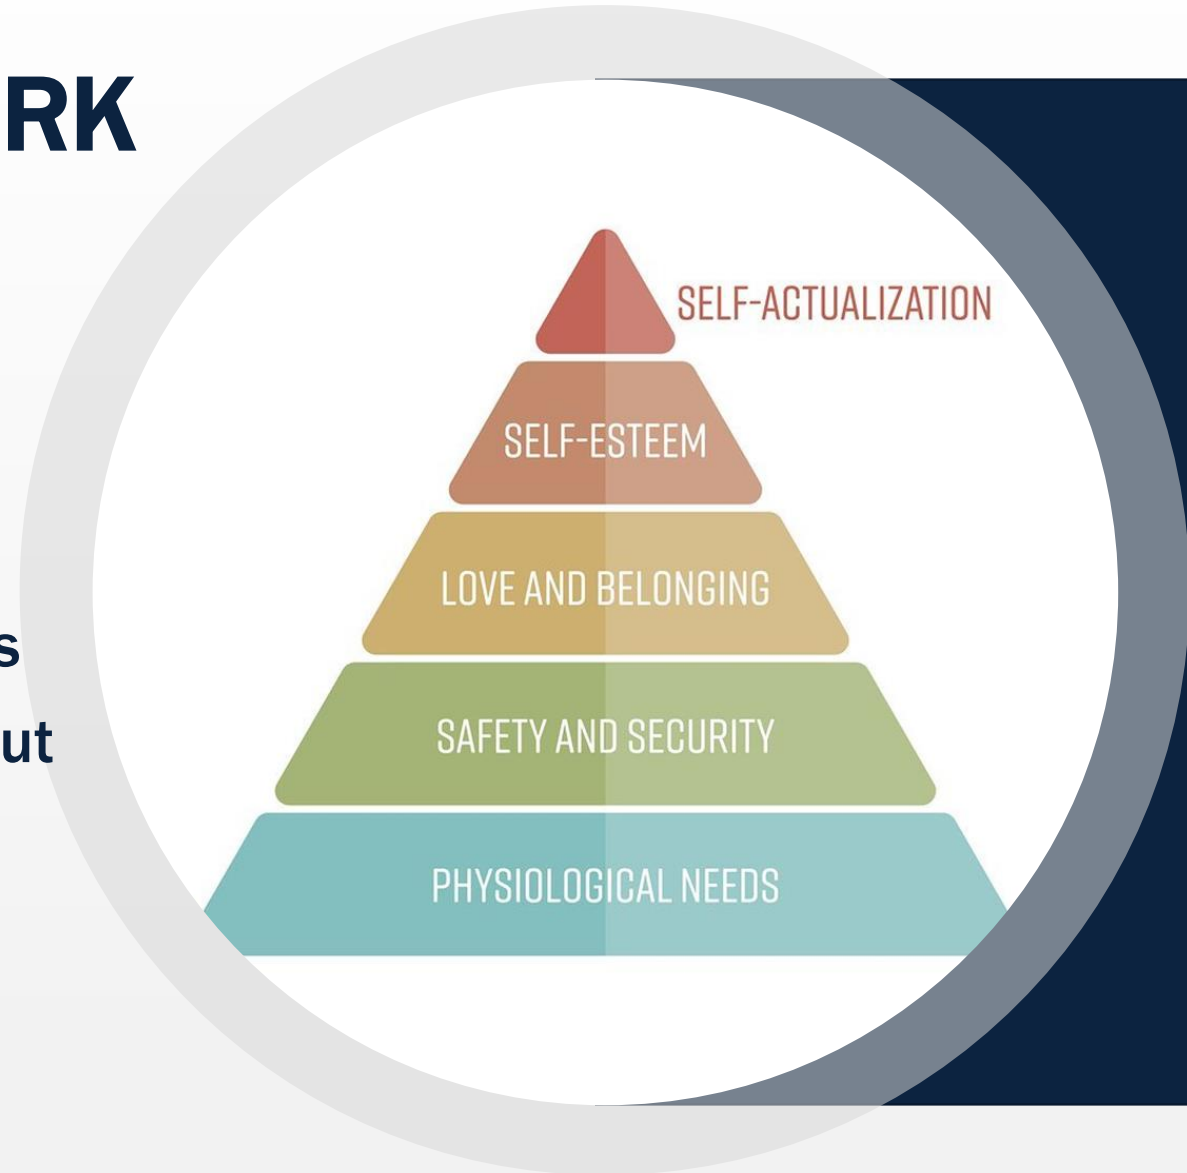 RK
SELF-ACTUALIZATION
SELF-ESTEEM
LOVE AND BELONGING
s
SAFETY AND SECURITY
ut
PHYSIOLOGICAL NEEDS